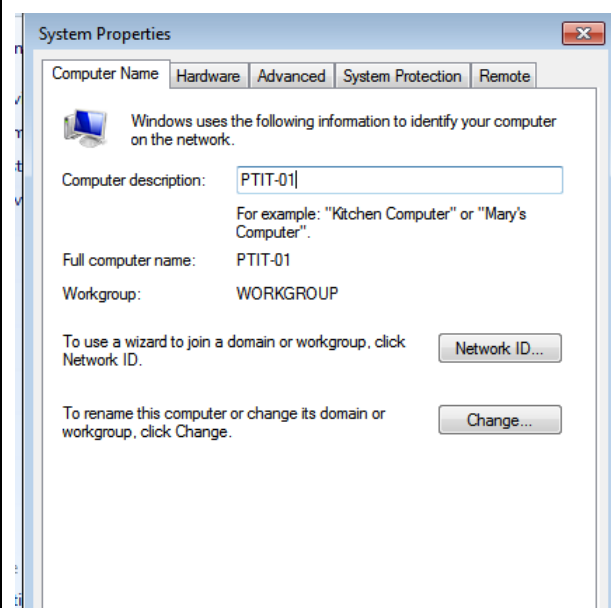 System Properties
Computer Name Hardware Advanced System Protection Remote
Windows uses the following information to identify your computer
on the network.
Computer description: PTIT-01
For example: "Kitchen Computer" or "Mary's
Computer".
Full computer name: PTIT-01
Workgroup: WORKGROUP
To use a wizard to join a domain or workgroup, click
Network ID.
Network ID...
To rename this computer or change its domain or
workgroup, click Change.
Change...